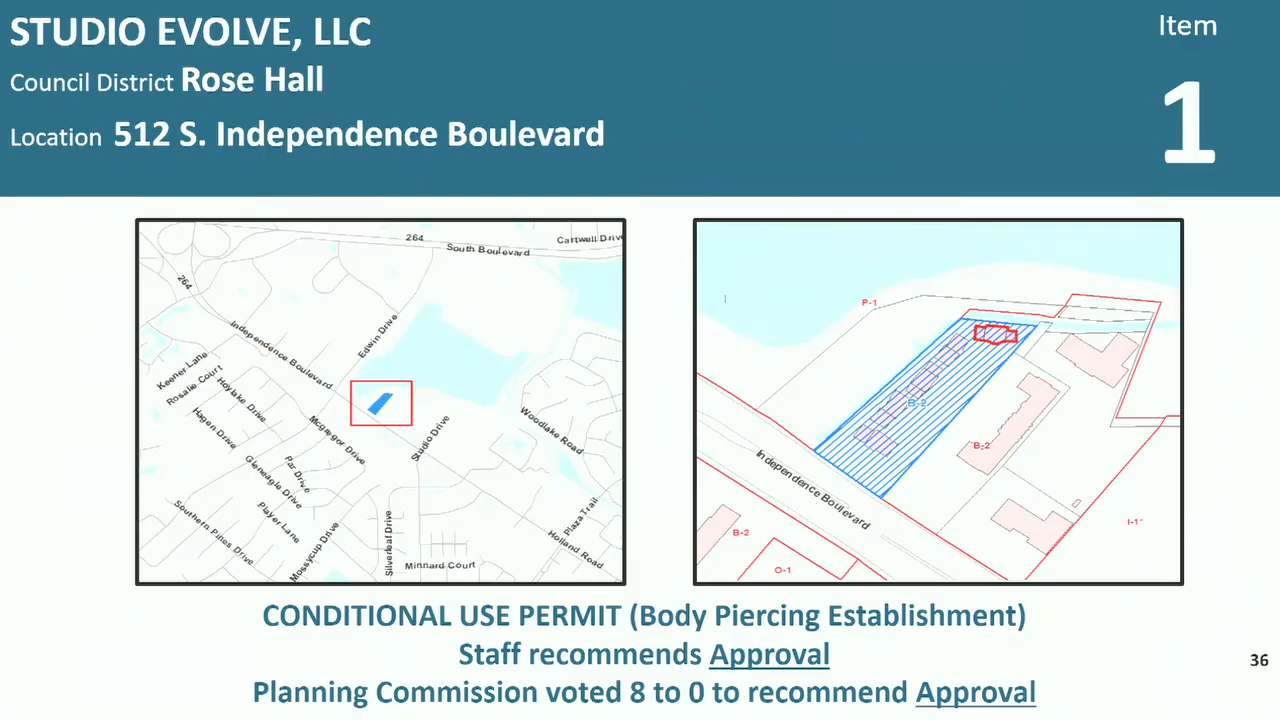 STUDIO EVOLVE, LLC
Council District Rose Hall
Location 512 S. Independence Boulevard
Item
1
264
South Boulevard
Cartwell Driv
264
Independence Boulevard
Edwin Drive
Keener Lane
Rosalie Court
Hoylake Drive
Hagen Drive
Mcgregor Drive
Studio Drive
Woodlake Road
Par Drive
Gleneagle Drive
Player Lane
Southern Pines Drive
Mossycup Drive
Silverleaf Drive
Minnard Court
Plaza Trail
Holland Road
P-1
B-2
B-2
Independence Boulevard
B-2
O-1
I-1
CONDITIONAL USE PERMIT (Body Piercing Establishment)
Staff recommends Approval
Planning Commission voted 8 to 0 to recommend Approval
36